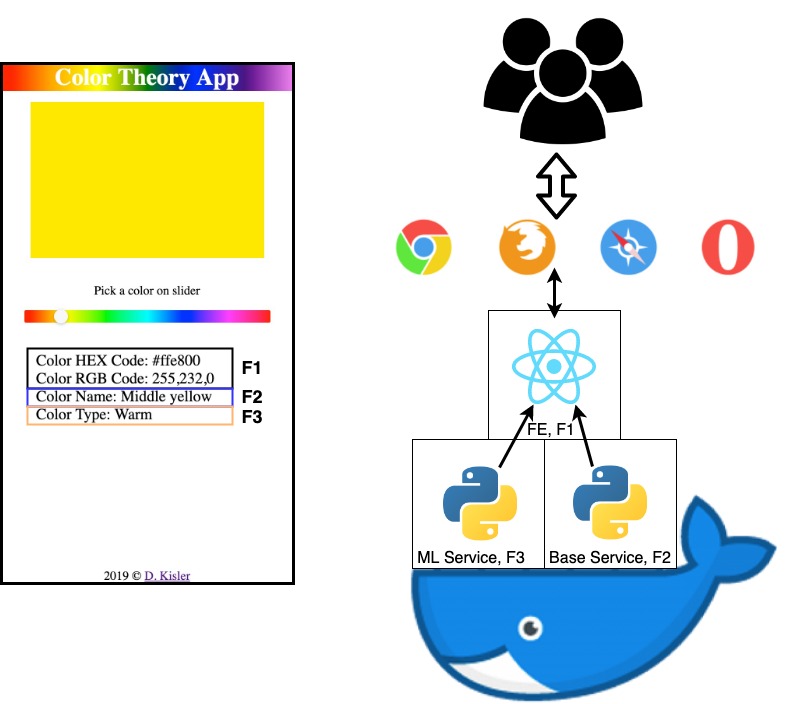 Color Theory App
Pick a color on slider
Color HEX Code: #ffe800
Color RGB Code: 255,232,0
F1
Color Name: Middle yellow
F2
Color Type: Warm
F3
2019 © D. Kisler
FE, F1
ML Service, F3
Base Service, F2